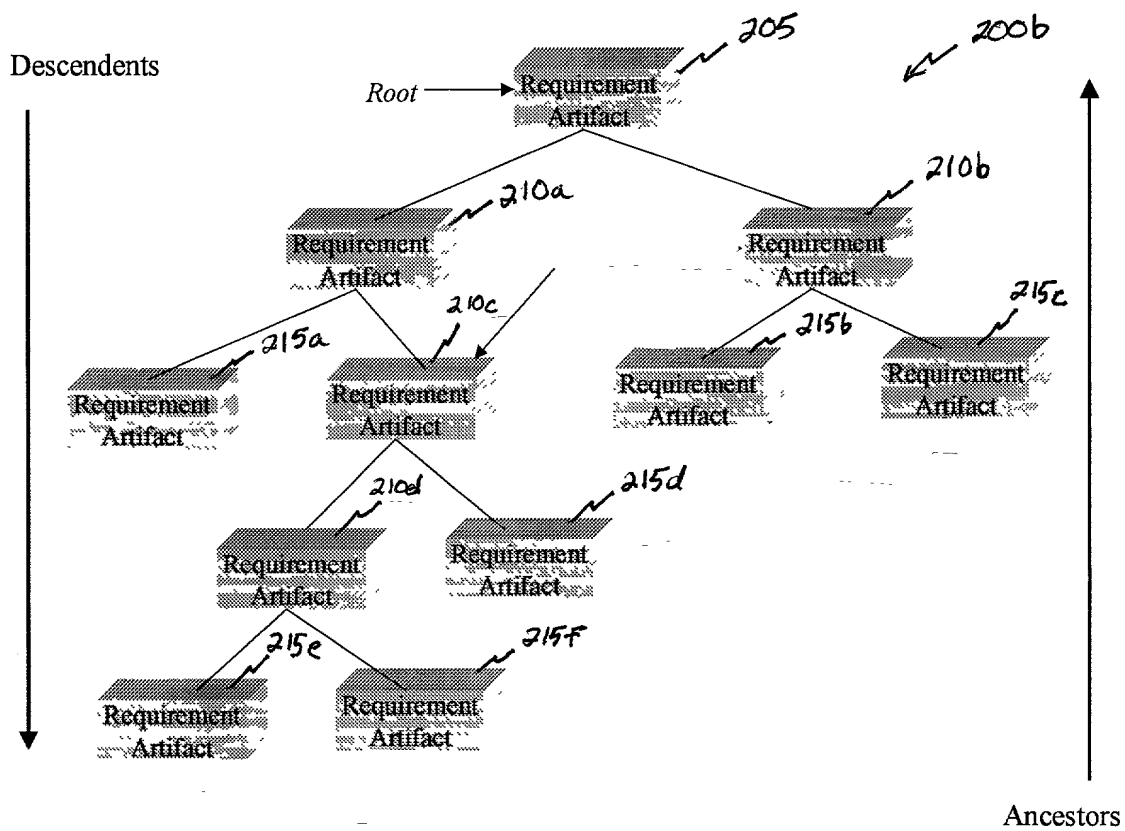 205
200b
Descendents
Root
Requirement
Artifact
210a
210b
Requirement
Artifact
Requirement
Artifact
210c
215c
215a
215b
Requirement
Artifact
Requirement
Artifact
Requirement
Artifact
Requirement
Artifact
210d
215d
Requirement
Artifact
Requirement
Artifact
215e
215f
Requirement
Artifact
Requirement
Artifact
Ancestors